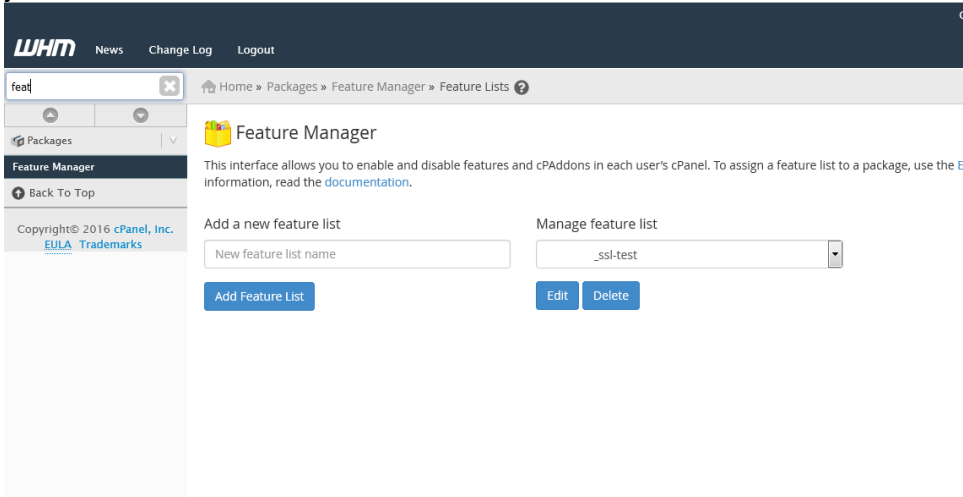 WHM News Change Log Logout
feat
Home » Packages » Feature Manager » Feature Lists
Packages
Feature Manager
Back To Top
Copyright© 2016 cPanel, Inc.
EULA Trademarks
Feature Manager
This interface allows you to enable and disable features and cPAddons in each user's cPanel. To assign a feature list to a package, use the E
information, read the documentation.
Add a new feature list
New feature list name
Add Feature List
Manage feature list
_ssl-test
Edit Delete